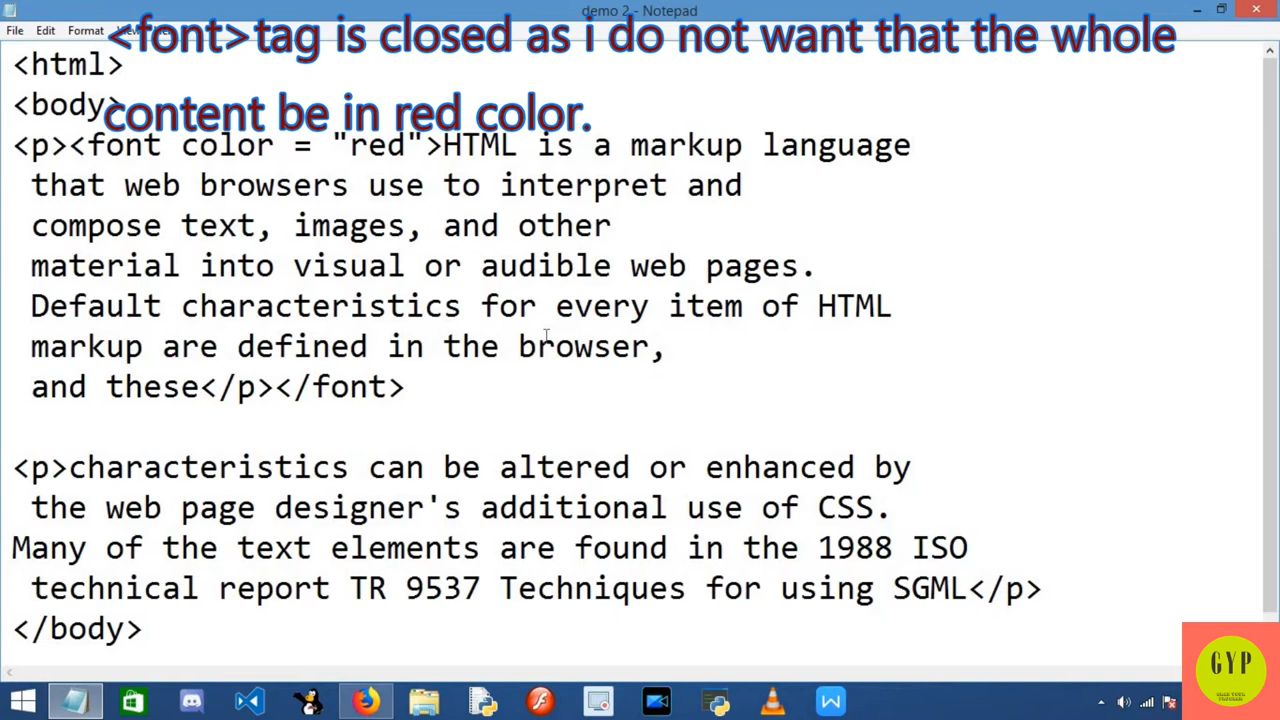 demo 2 - Notepad
File Edit Format
<font>tag is closed as i do not want that the whole
content be in red color.
<html>
<body>
<p><font color = "red">HTML is a markup language
that web browsers use to interpret and
compose text, images, and other
material into visual or audible web pages.
Default characteristics for every item of HTML
markup are defined in the browser,
and these</p></font>
<p>characteristics can be altered or enhanced by
the web page designer's additional use of CSS.
Many of the text elements are found in the 1988 ISO
technical report TR 9537 Techniques for using SGML</p>
</body>
GYP